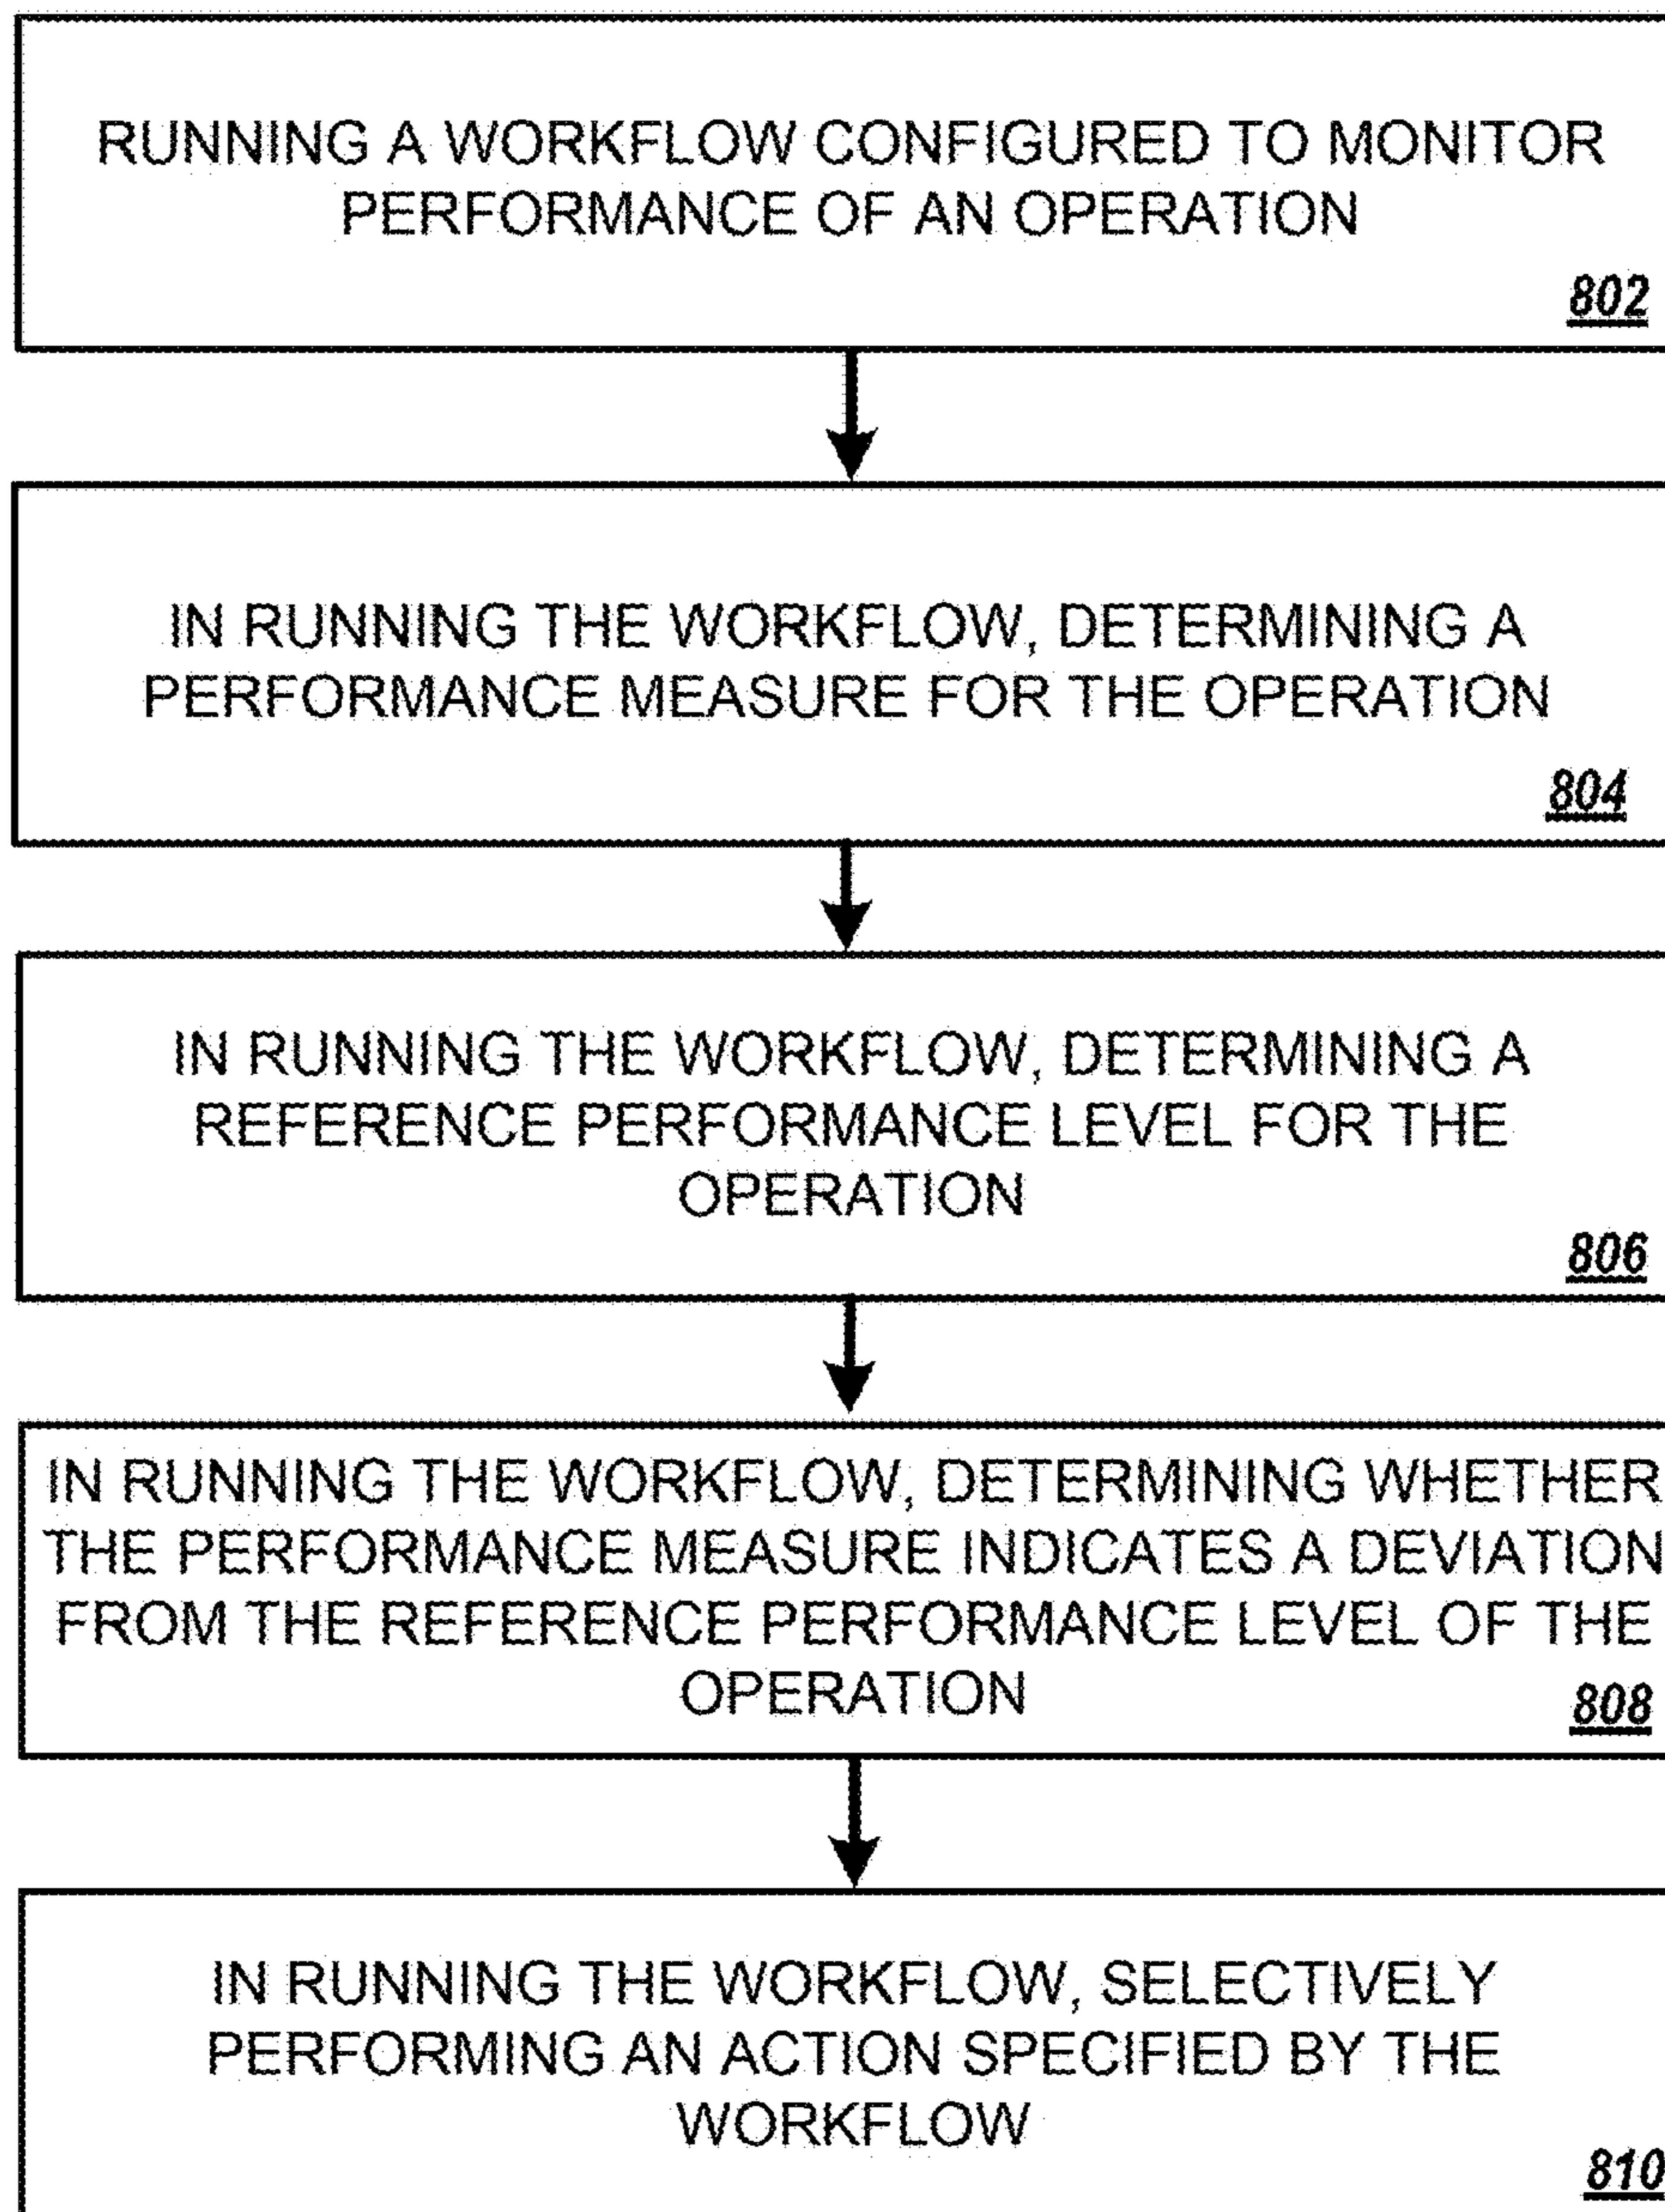 RUNNING A WORKFLOW CONFIGURED TO MONITOR
PERFORMANCE OF AN OPERATION
802
IN RUNNING THE WORKFLOW, DETERMINING A
PERFORMANCE MEASURE FOR THE OPERATION
804
IN RUNNING THE WORKFLOW, DETERMINING A
REFERENCE PERFORMANCE LEVEL FOR THE
OPERATION
806
IN RUNNING THE WORKFLOW, DETERMINING WHETHER
THE PERFORMANCE MEASURE INDICATES A DEVIATION
FROM THE REFERENCE PERFORMANCE LEVEL OF THE
OPERATION
808
IN RUNNING THE WORKFLOW, SELECTIVELY
PERFORMING AN ACTION SPECIFIED BY THE
WORKFLOW
810